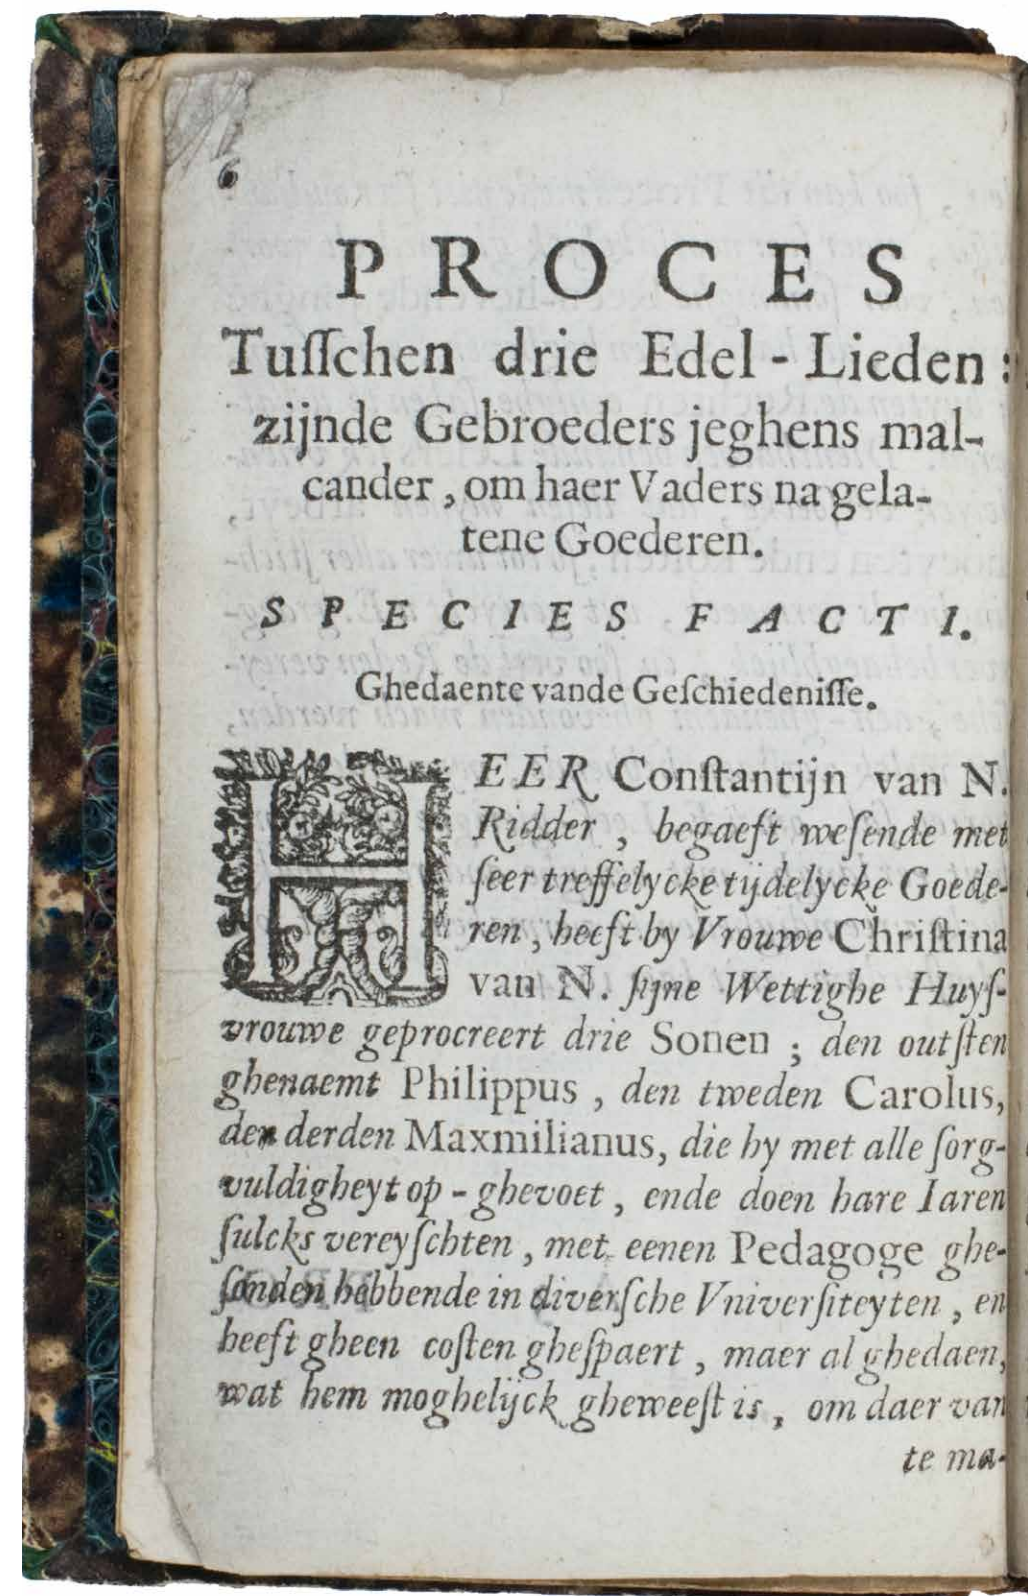 6
PROCES
Tuſſchen drie Edel-Lieden:
zijnde Gebroeders jeghens mal-
cander, om haer Vaders na gela-
tene Goederen.
SPECIES FACTI.
Ghedaente vande Geſchiedeniſſe.
HEER Conſtantijn van N.
Ridder, begaeft weſende met
ſeer treffelycke tijdelycke Goede-
ren, heeft by Vrouwe Chriſtina
van N. ſijne Wettighe Huyſ-
vrouwe geprocreert drie Sonen; den outſten
ghenaemt Philippus, den tweden Carolus,
den derden Maxmilianus, die hy met alle ſorg-
vuldigheyt op-ghevoet, ende doen hare Iaren
ſulcks vereyſchten, met eenen Pedagoge ghe-
ſonden hebbende in diverſche Vniverſiteyten, en
heeft gheen coſten gheſpaert, maer al ghedaen,
wat hem moghelijck gheweeſt is, om daer van
te ma-